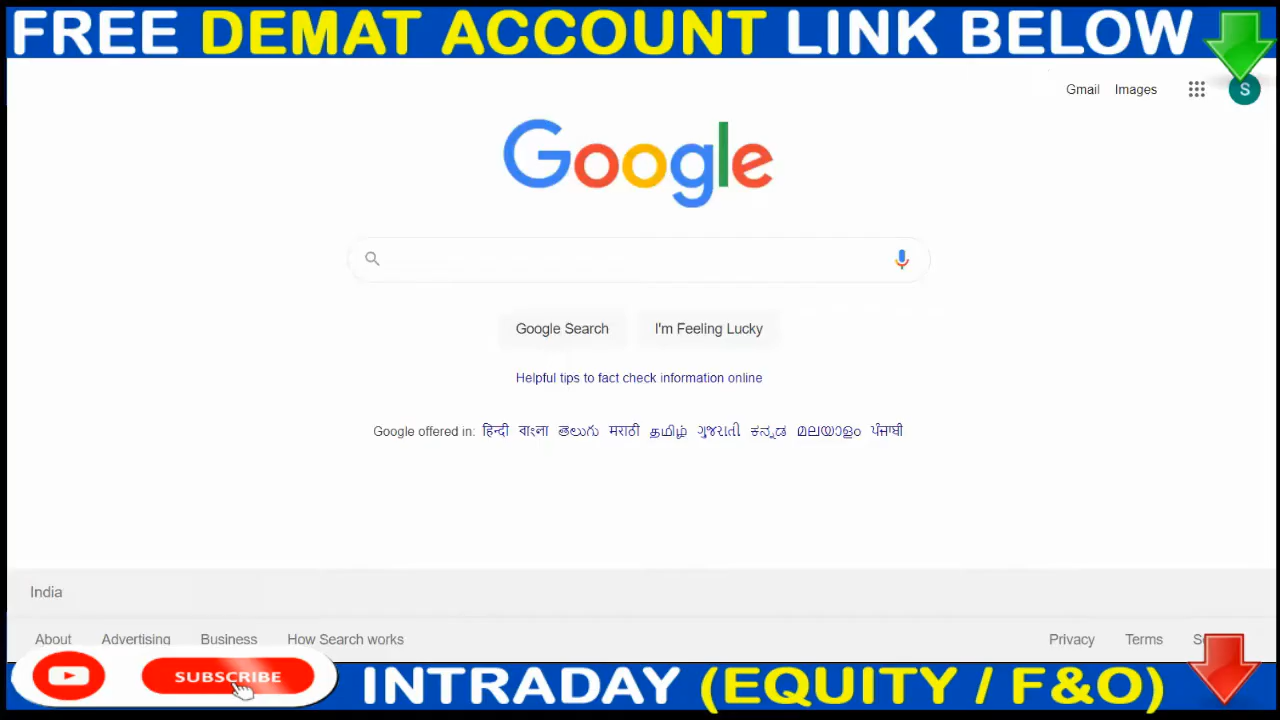 FREE DEMAT ACCOUNT LINK BELOW
Gmail Images S
Google
Google Search I'm Feeling Lucky
Helpful tips to fact check information online
Google offered in: हिन्दी বাংলা తెలుగు मराठी தமிழ் ગુજરાતી ಕನ್ನಡ മലയാളം ਪੰਜਾਬੀ
India
About Advertising Business How Search works Privacy Terms
SUBSCRIBE INTRADAY (EQUITY / F&O)